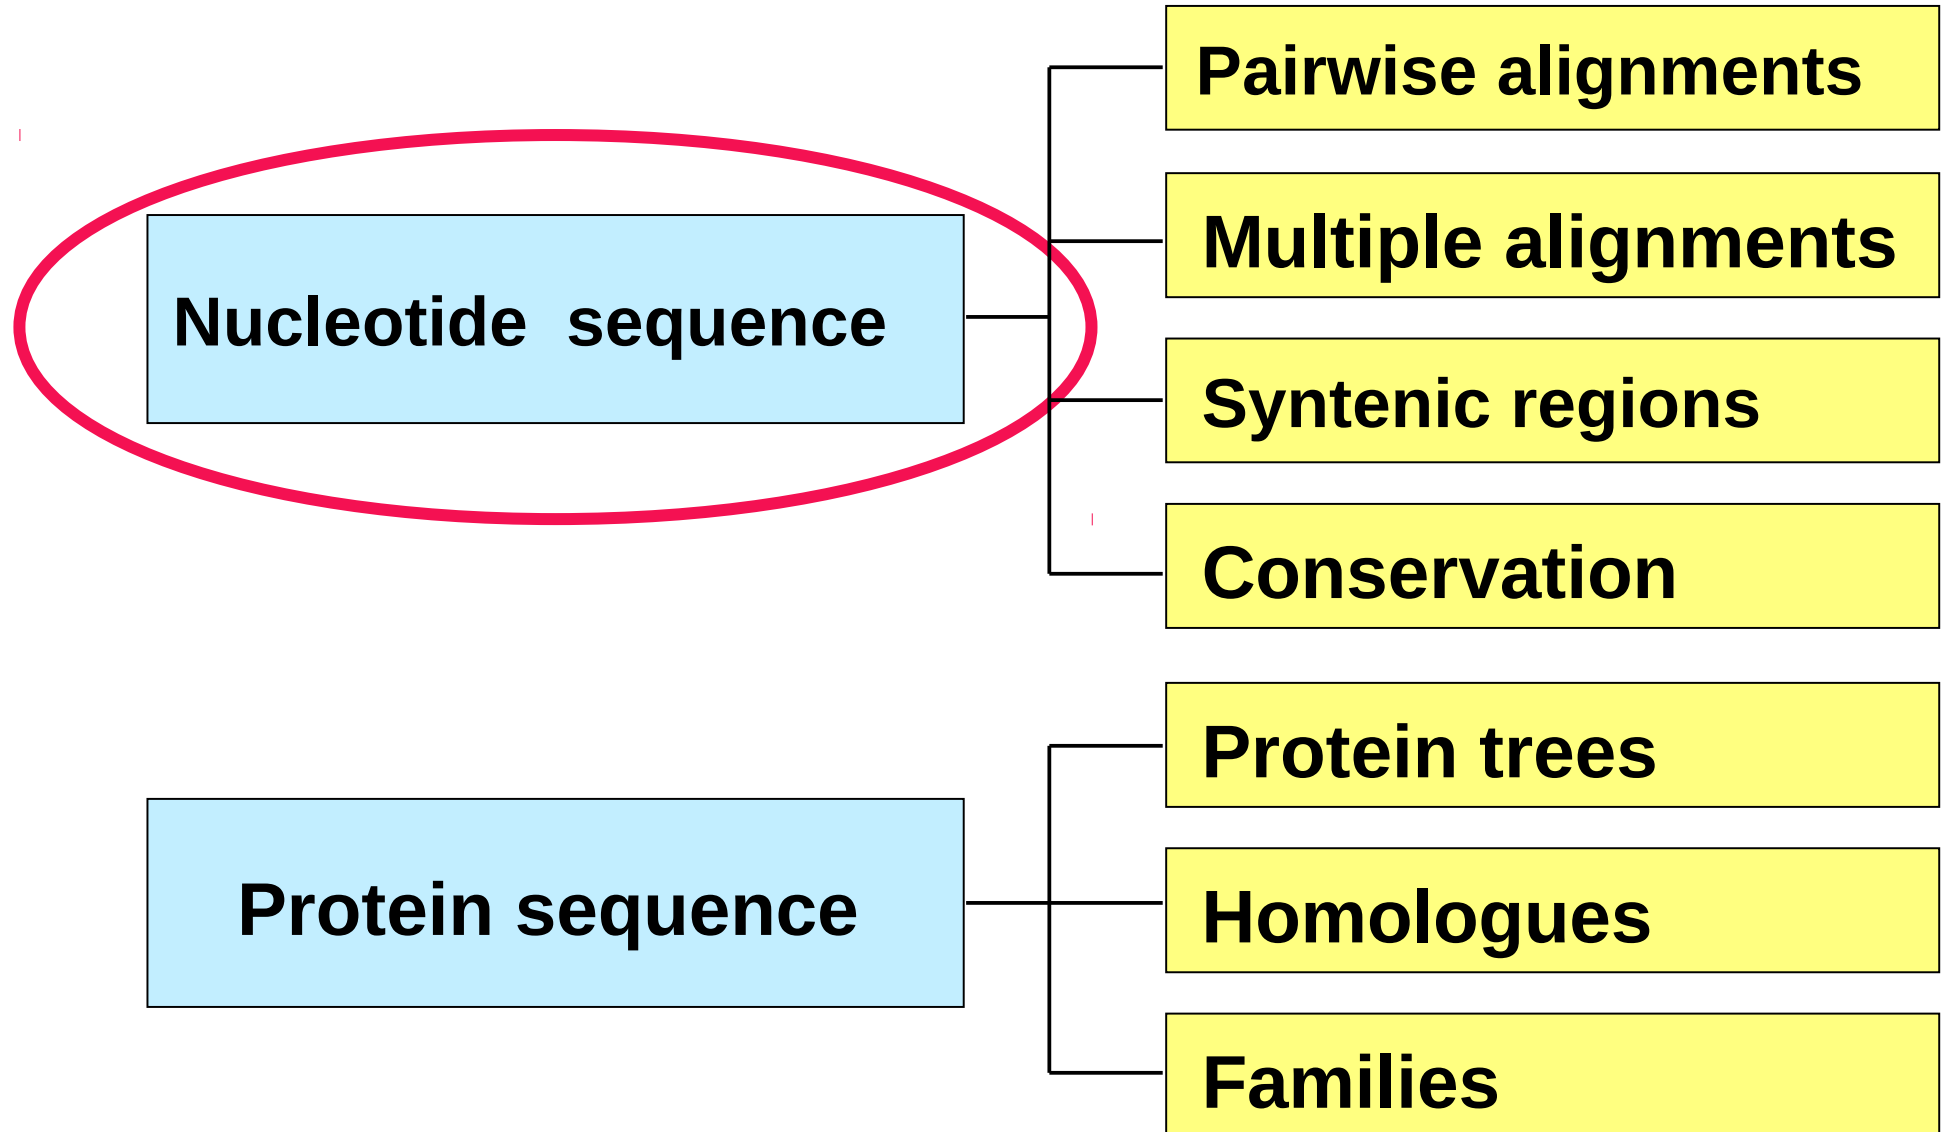 Pairwise alignments
Multiple alignments
Nucleotide  sequence
Syntenic regions
Conservation
Protein trees
Protein sequence
Homologues
Families